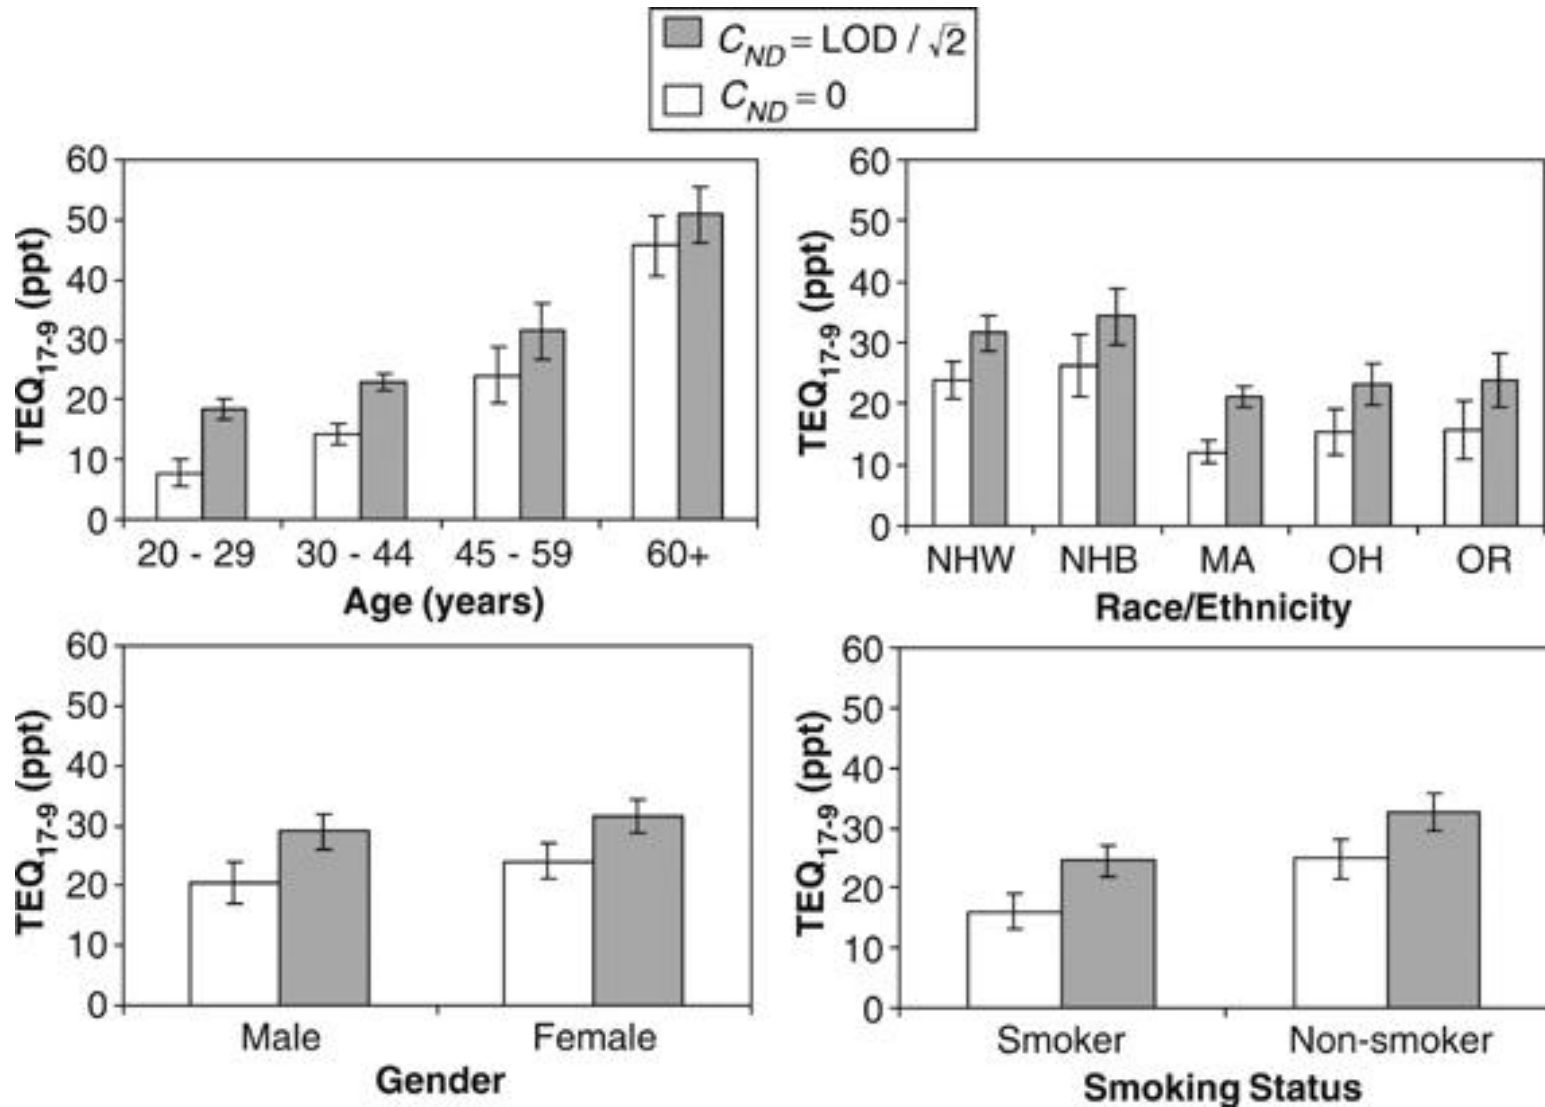 C_ND = LOD / √2
C_ND = 0
60
50
40
30
20
10
0
TEQ17-9 (ppt)
20 - 29 30 - 44 45 - 59 60+
Age (years)
60
50
40
30
20
10
0
TEQ17-9 (ppt)
NHW NHB MA OH OR
Race/Ethnicity
60
50
40
30
20
10
0
TEQ17-9 (ppt)
Male Female
Gender
60
50
40
30
20
10
0
TEQ17-9 (ppt)
Smoker Non-smoker
Smoking Status